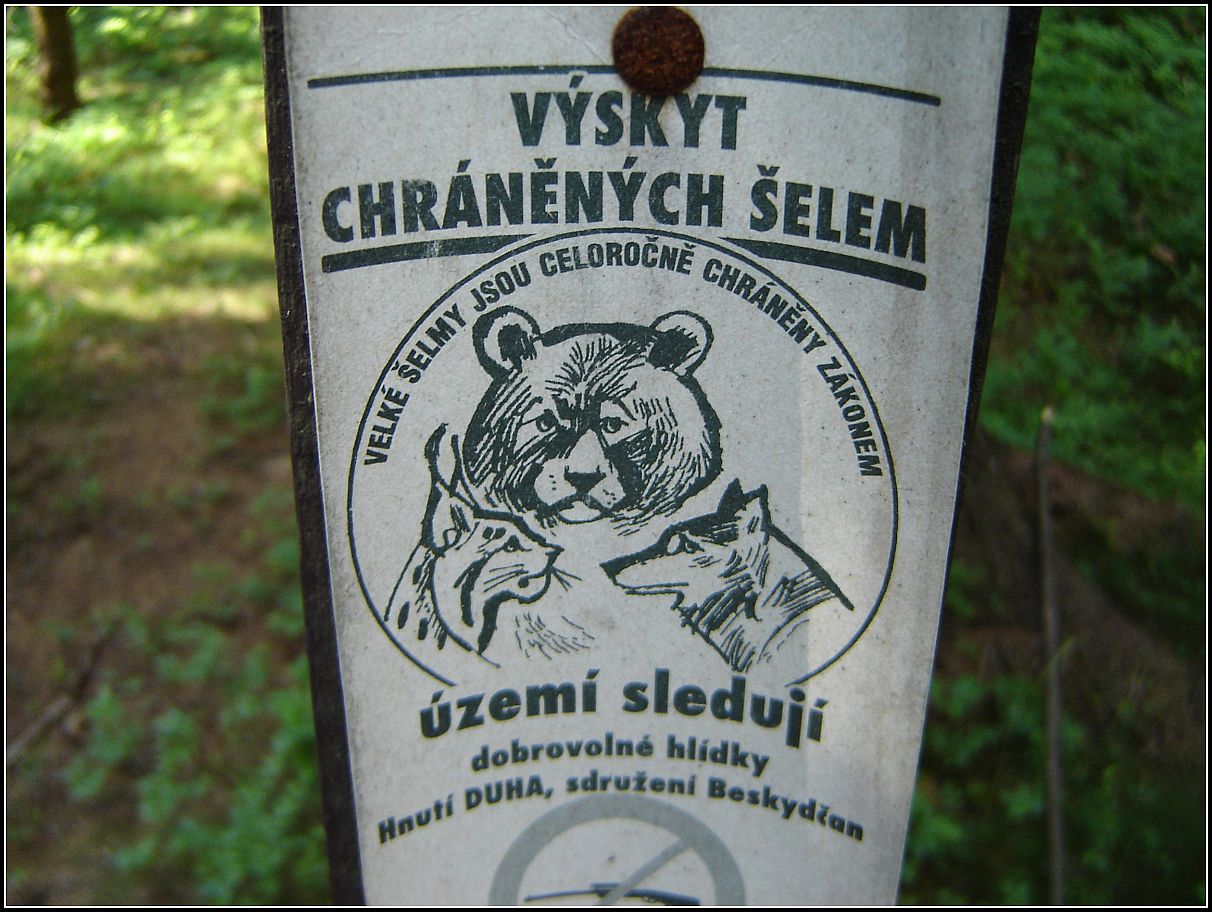 VÝSKYT
CHRÁNĚNÝCH ŠELEM
VELKÉ ŠELMY JSOU CELOROČNĚ CHRÁNĚNY ZÁKONEM
území sledují
dobrovolné hlídky
Hnutí DUHA, sdružení Beskydčan